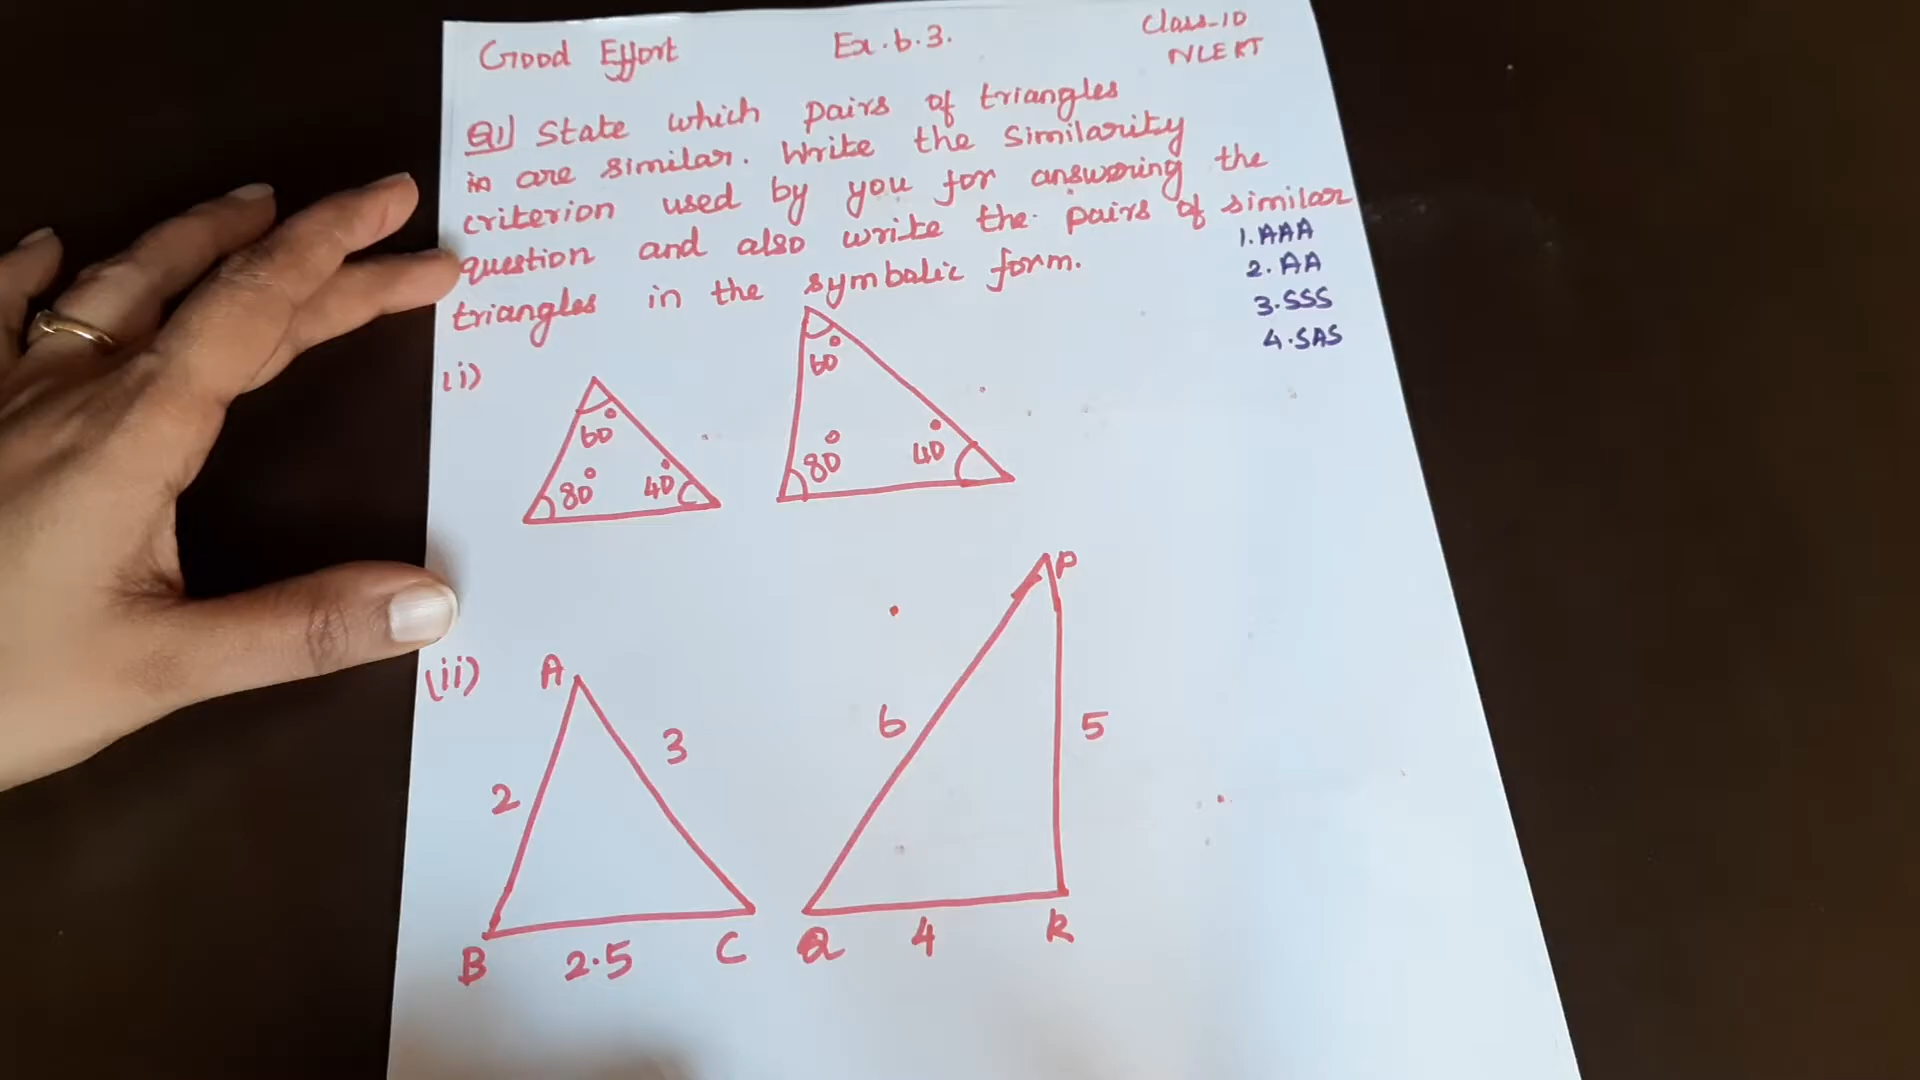 Good Effort Ex.6.3. Class-10
NCERT
Q1) State which pairs of triangles
in are similar. Write the similarity
criterion used by you for answering the
question and also write the pairs of similar
triangles in the symbolic form.
1. AAA
2. AA
3. SSS
4. SAS
(i)
60°
80° 40°
60°
80° 40°
(ii)
A
2 3
B 2.5 C
P
6 5
Q 4 R